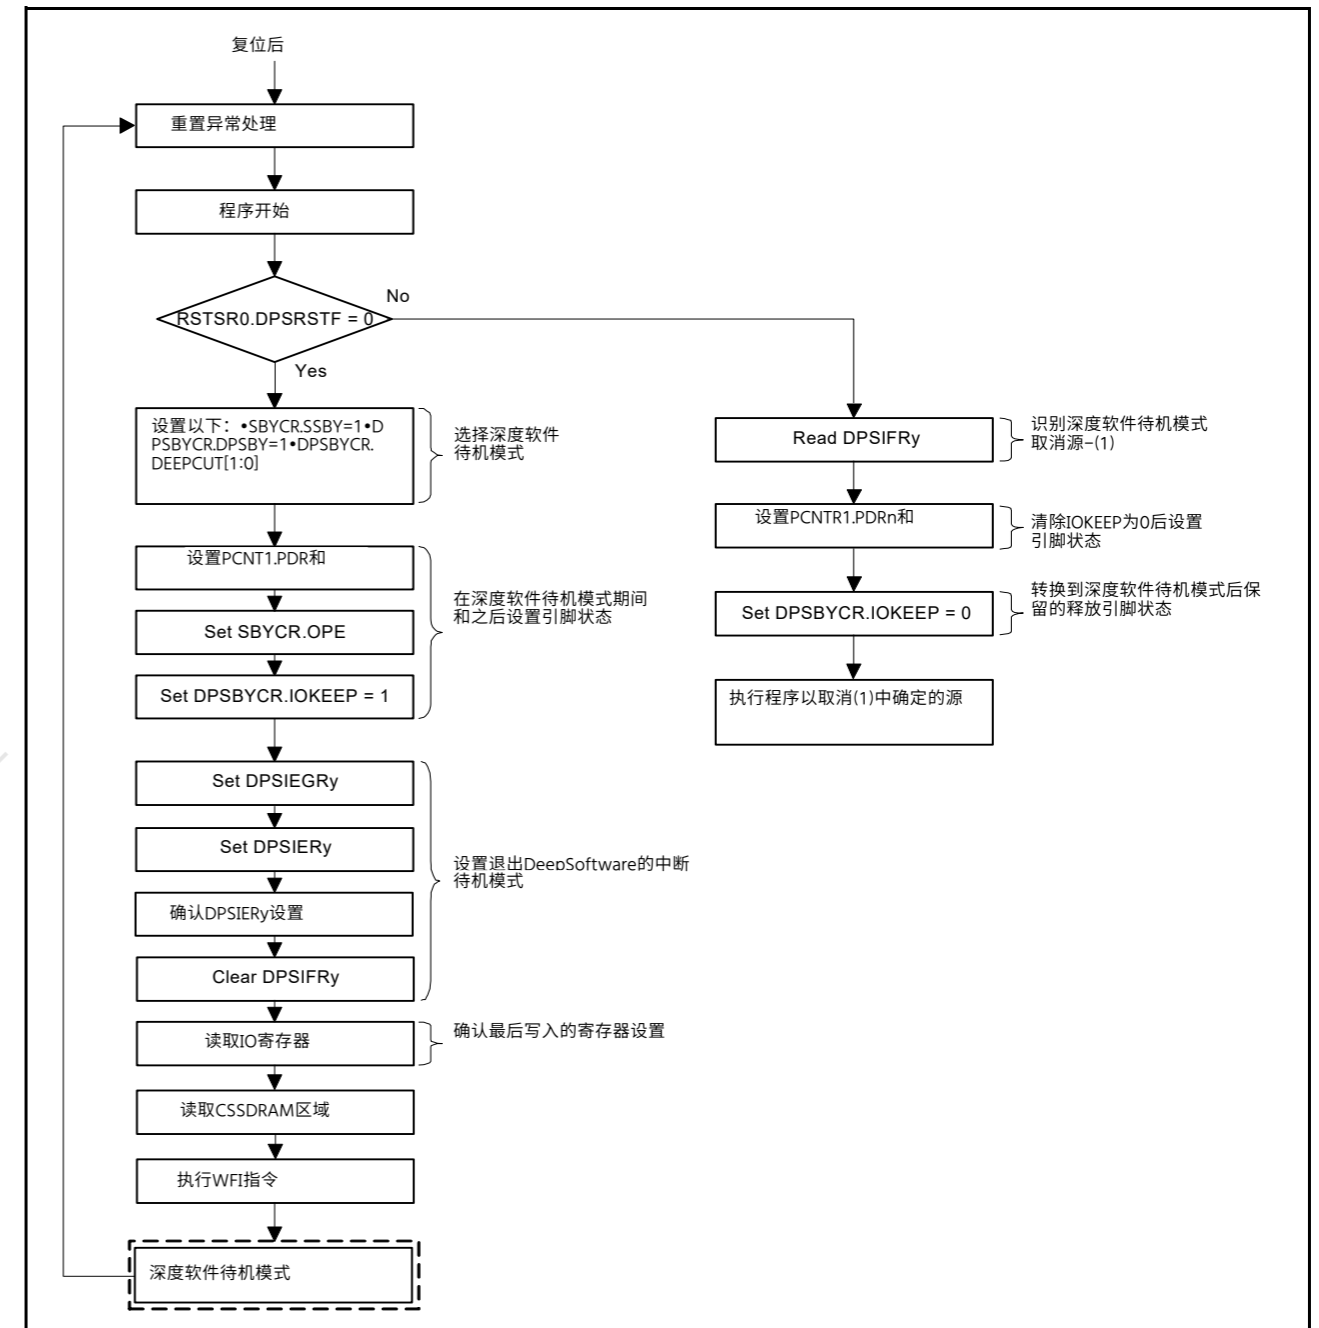 复位后
重置异常处理
程序开始
RSTSR0.DPSRSTF = 0
No
Yes
设置以下：•SBYCR.SSBY=1•D
PSBYCR.DPSBY=1•DPSBYCR.
DEEPCUT[1:0]
选择深度软件
待机模式
设置PCNT1.PDR和
Set SBYCR.OPE
Set DPSBYCR.IOKEEP = 1
在深度软件待机模式期间
和之后设置引脚状态
Set DPSIEGRy
Set DPSIERy
确认DPSIERy设置
Clear DPSIFRy
设置退出DeepSoftware的中断
待机模式
读取IO寄存器
确认最后写入的寄存器设置
读取CSSDRAM区域
执行WFI指令
深度软件待机模式
Read DPSIFRy
识别深度软件待机模式
取消源–(1)
设置PCNTR1.PDRn和
清除IOKEEP为0后设置
引脚状态
Set DPSBYCR.IOKEEP = 0
转换到深度软件待机模式后保
留的释放引脚状态
执行程序以取消(1)中确定的源